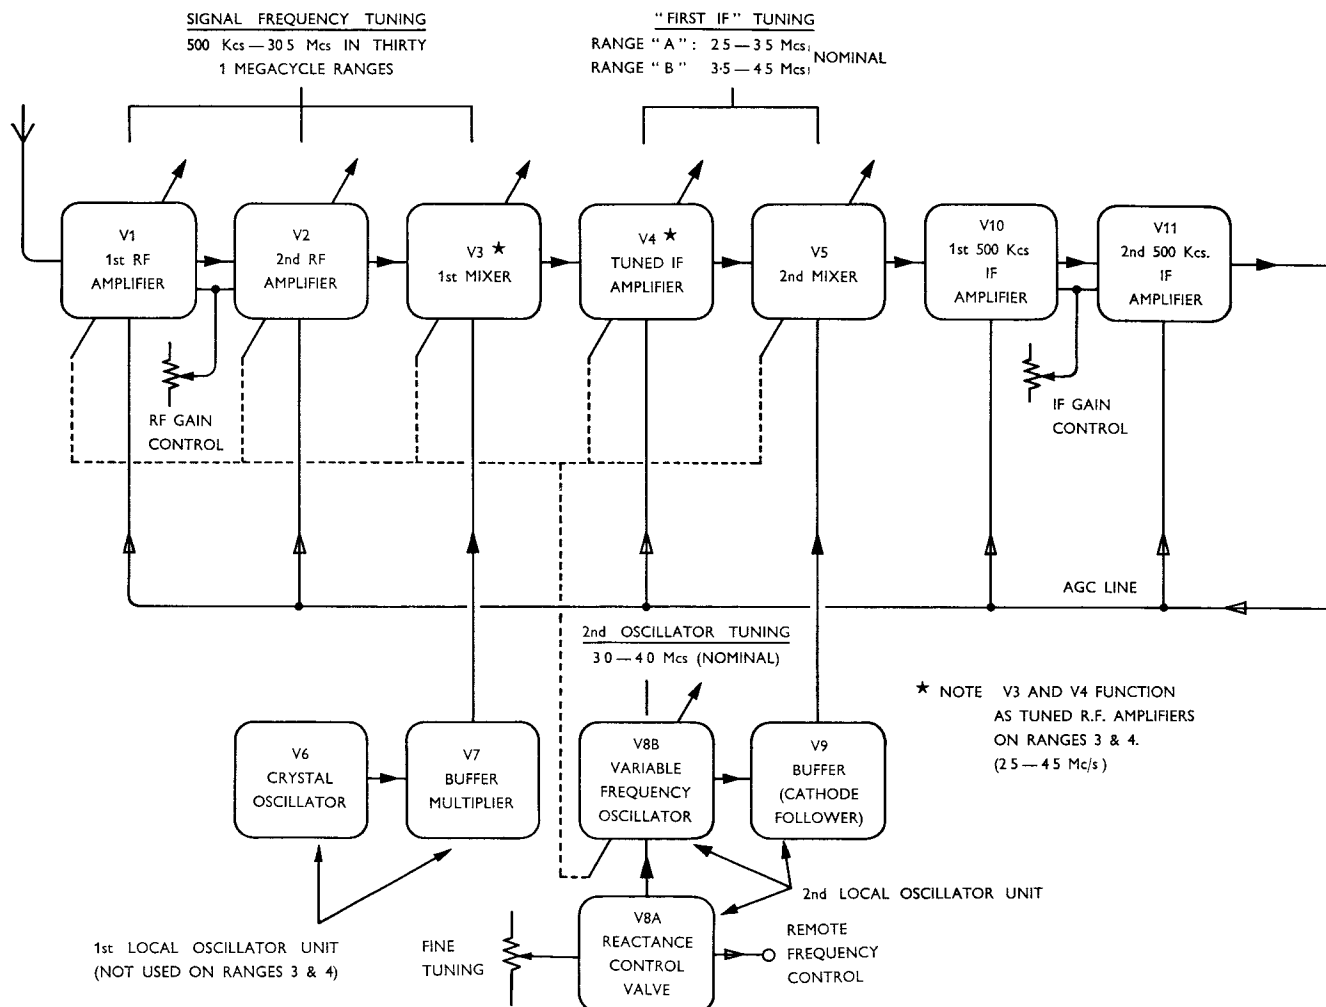 SIGNAL FREQUENCY TUNING
500 Kcs — 30 5 Mcs IN THIRTY
1 MEGACYCLE RANGES
"FIRST IF" TUNING
RANGE "A" : 2 5 — 3 5 Mcs
RANGE "B" 3·5 — 4 5 Mcs
NOMINAL
V1
1st RF
AMPLIFIER
V2
2nd RF
AMPLIFIER
V3 ★
1st MIXER
V4 ★
TUNED IF
AMPLIFIER
V5
2nd MIXER
V10
1st 500 Kcs
IF
AMPLIFIER
V11
2nd 500 Kcs.
IF
AMPLIFIER
RF GAIN
CONTROL
IF GAIN
CONTROL
AGC LINE
2nd OSCILLATOR TUNING
3 0 — 4 0 Mcs (NOMINAL)
★ NOTE V3 AND V4 FUNCTION
AS TUNED R.F. AMPLIFIERS
ON RANGES 3 & 4.
(2 5 — 4 5 Mc/s)
V6
CRYSTAL
OSCILLATOR
V7
BUFFER
MULTIPLIER
V8B
VARIABLE
FREQUENCY
OSCILLATOR
V9
BUFFER
(CATHODE
FOLLOWER)
2nd LOCAL OSCILLATOR UNIT
1st LOCAL OSCILLATOR UNIT
(NOT USED ON RANGES 3 & 4)
FINE
TUNING
V8A
REACTANCE
CONTROL
VALVE
REMOTE
FREQUENCY
CONTROL